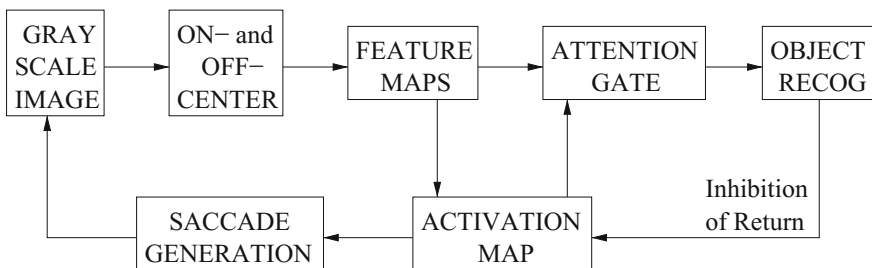 GRAY
SCALE
IMAGE
ON− and
OFF−
CENTER
FEATURE
MAPS
ATTENTION
GATE
OBJECT
RECOG
Inhibition
of Return
SACCADE
GENERATION
ACTIVATION
MAP